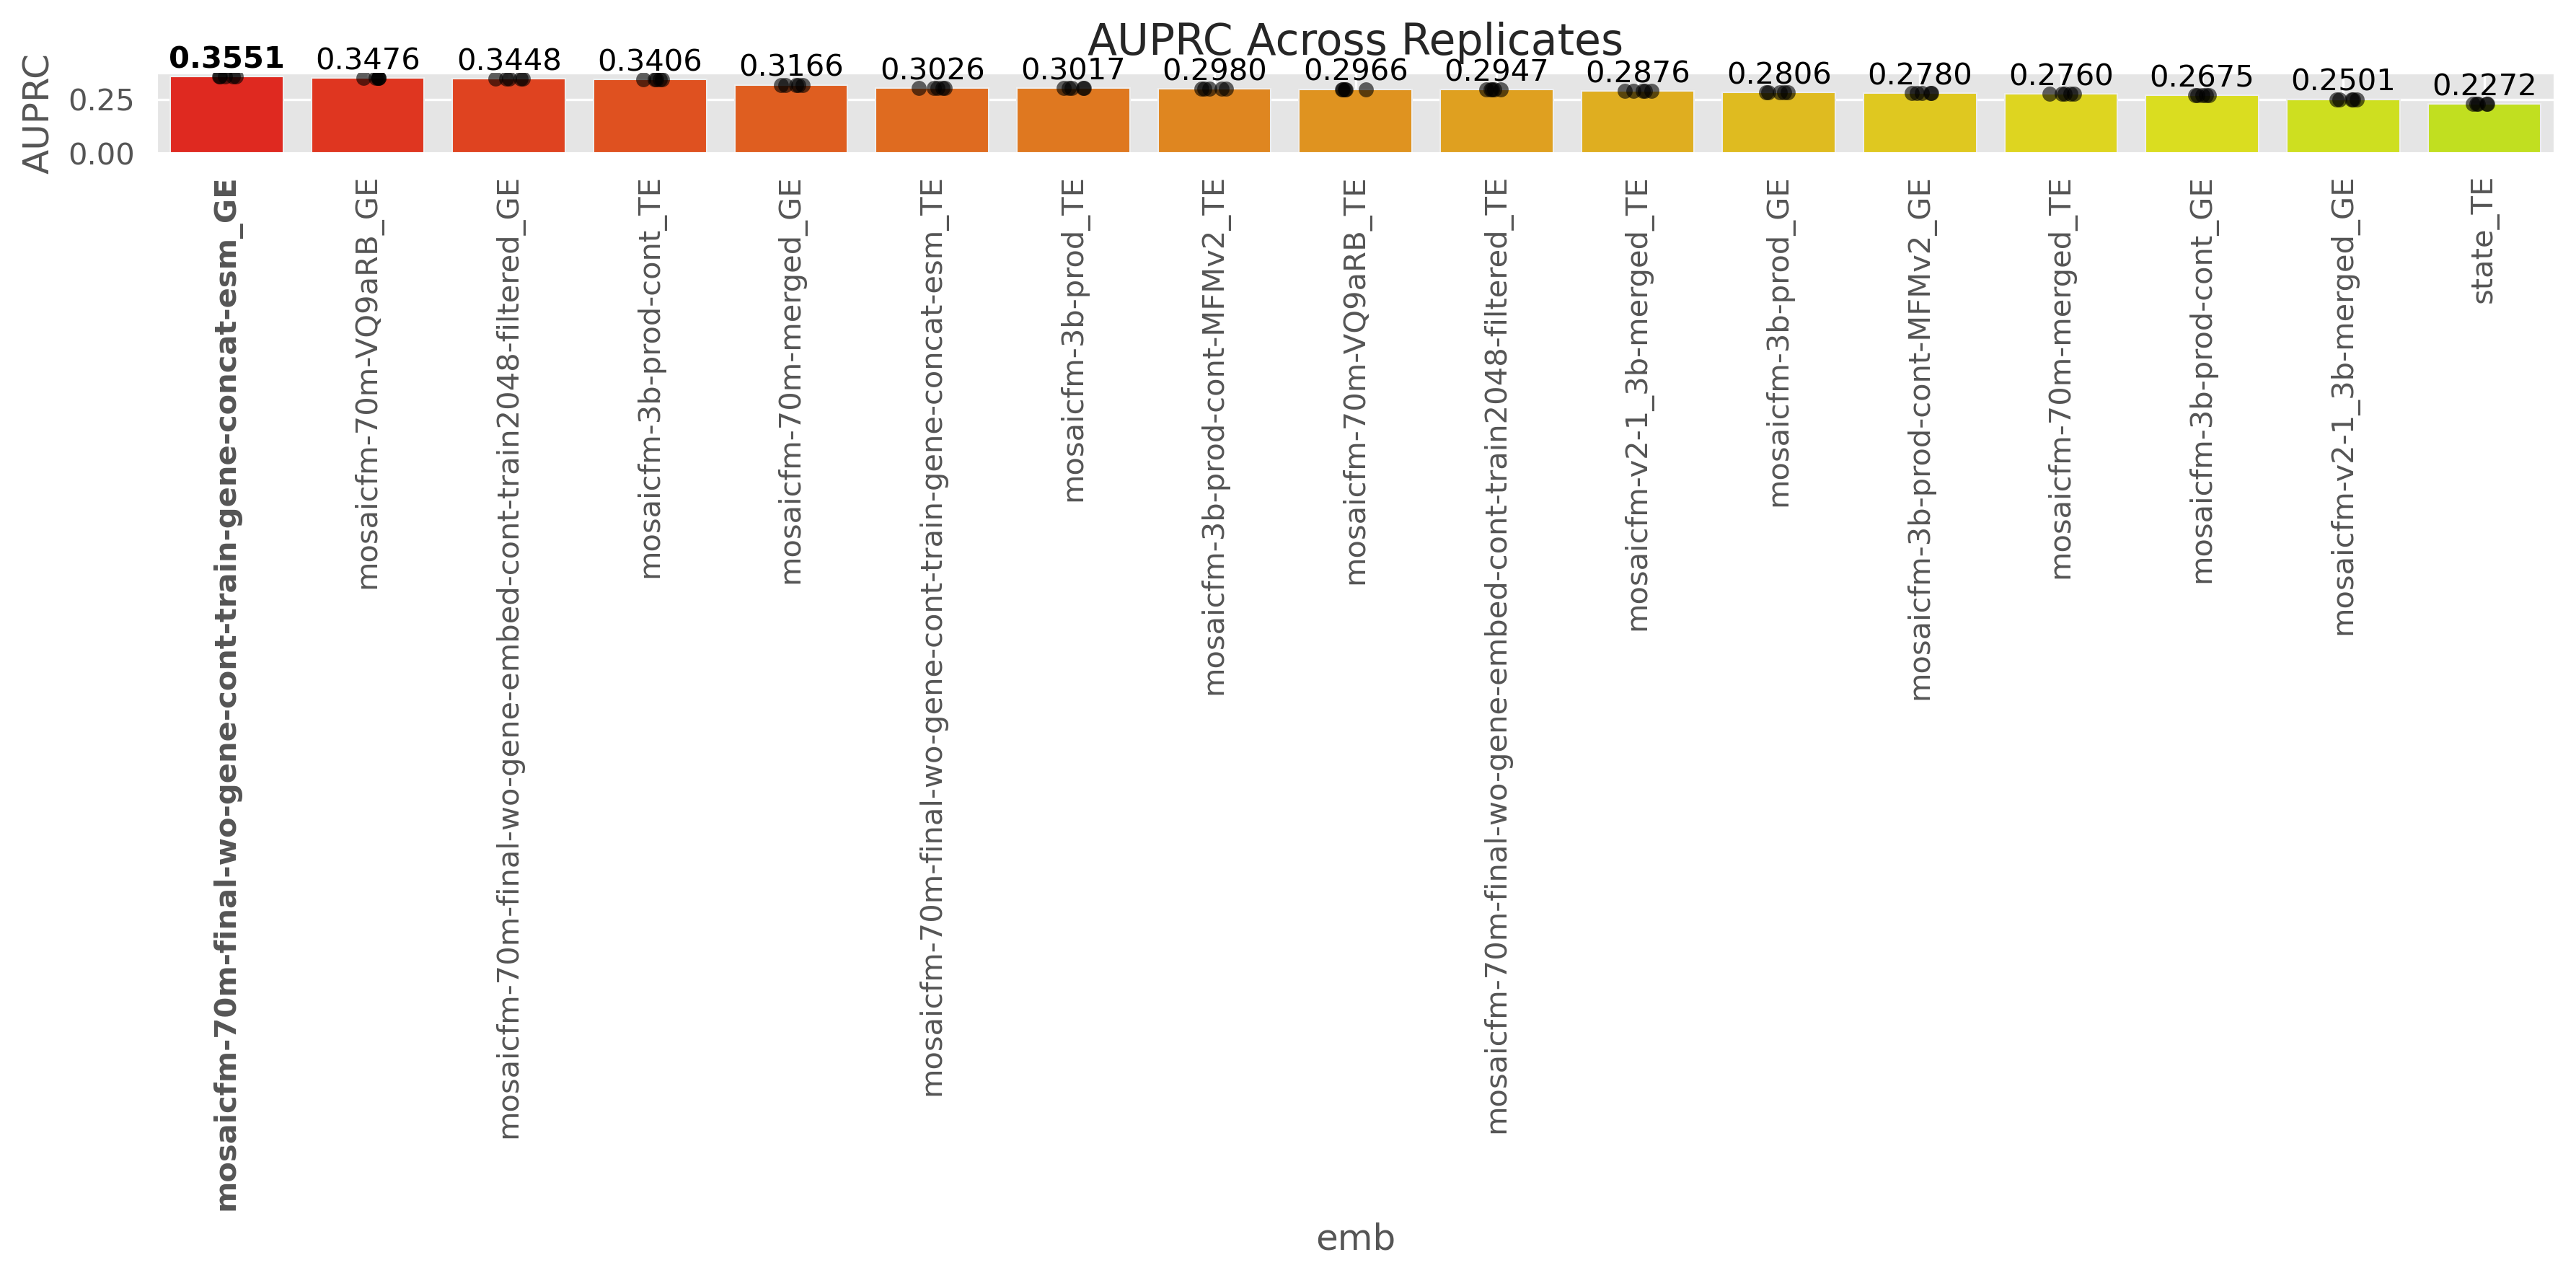 AUPRC Across Replicates
AUPRC
0.25
0.00
0.3551
0.3476
0.3448
0.3406
0.3166
0.3026
0.3017
0.2980
0.2966
0.2947
0.2876
0.2806
0.2780
0.2760
0.2675
0.2501
0.2272
mosaicfm-70m-final-wo-gene-cont-train-gene-concat-esm_GE
mosaicfm-70m-VQ9aRB_GE
mosaicfm-70m-final-wo-gene-embed-cont-train2048-filtered_GE
mosaicfm-3b-prod-cont_TE
mosaicfm-70m-merged_GE
mosaicfm-70m-final-wo-gene-cont-train-gene-concat-esm_TE
mosaicfm-3b-prod_TE
mosaicfm-3b-prod-cont-MFMv2_TE
mosaicfm-70m-VQ9aRB_TE
mosaicfm-70m-final-wo-gene-embed-cont-train2048-filtered_TE
mosaicfm-v2-1_3b-merged_TE
mosaicfm-3b-prod_GE
mosaicfm-3b-prod-cont-MFMv2_GE
mosaicfm-70m-merged_TE
mosaicfm-3b-prod-cont_GE
mosaicfm-v2-1_3b-merged_GE
state_TE
emb